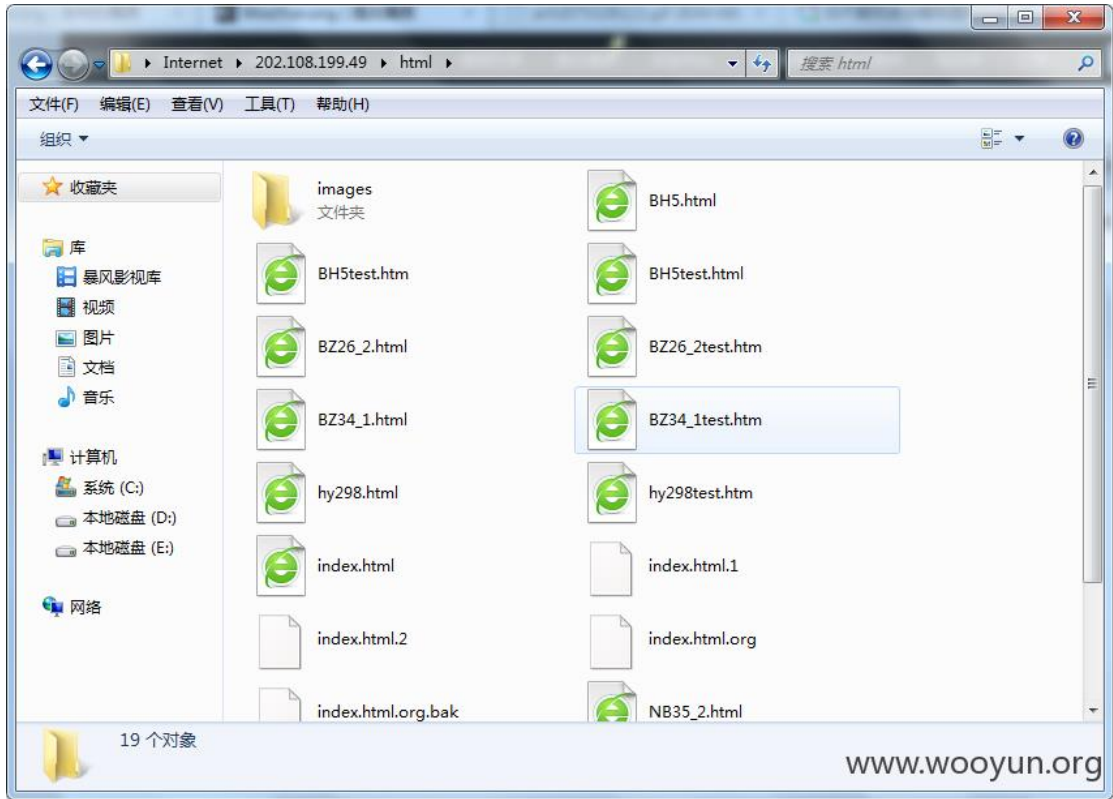 Internet 202.108.199.49 html 搜索 html
文件(F) 编辑(E) 查看(V) 工具(T) 帮助(H)
组织
收藏夹
库
暴风影视库
视频
图片
文档
音乐
计算机
系统 (C:)
本地磁盘 (D:)
本地磁盘 (E:)
网络
images
文件夹
BH5.html
BH5test.htm
BH5test.html
BZ26_2.html
BZ26_2test.htm
BZ34_1.html
BZ34_1test.htm
hy298.html
hy298test.htm
index.html
index.html.1
index.html.2
index.html.org
index.html.org.bak
NB35_2.html
19 个对象
www.wooyun.org